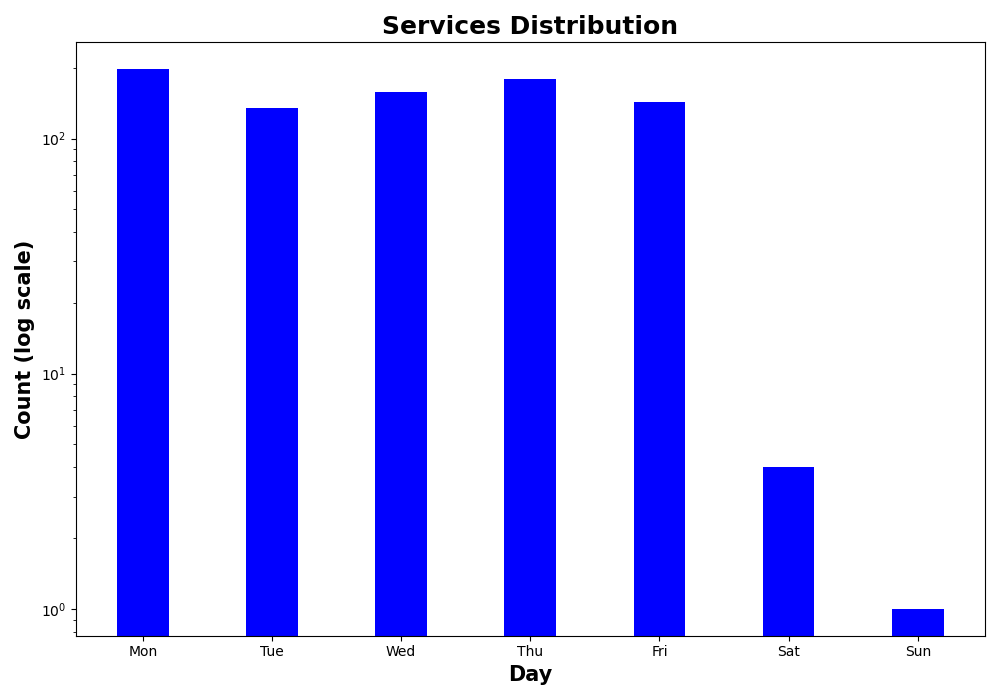 Services Distribution
Count (log scale)
10²
10¹
10⁰
Mon Tue Wed Thu Fri Sat Sun
Day